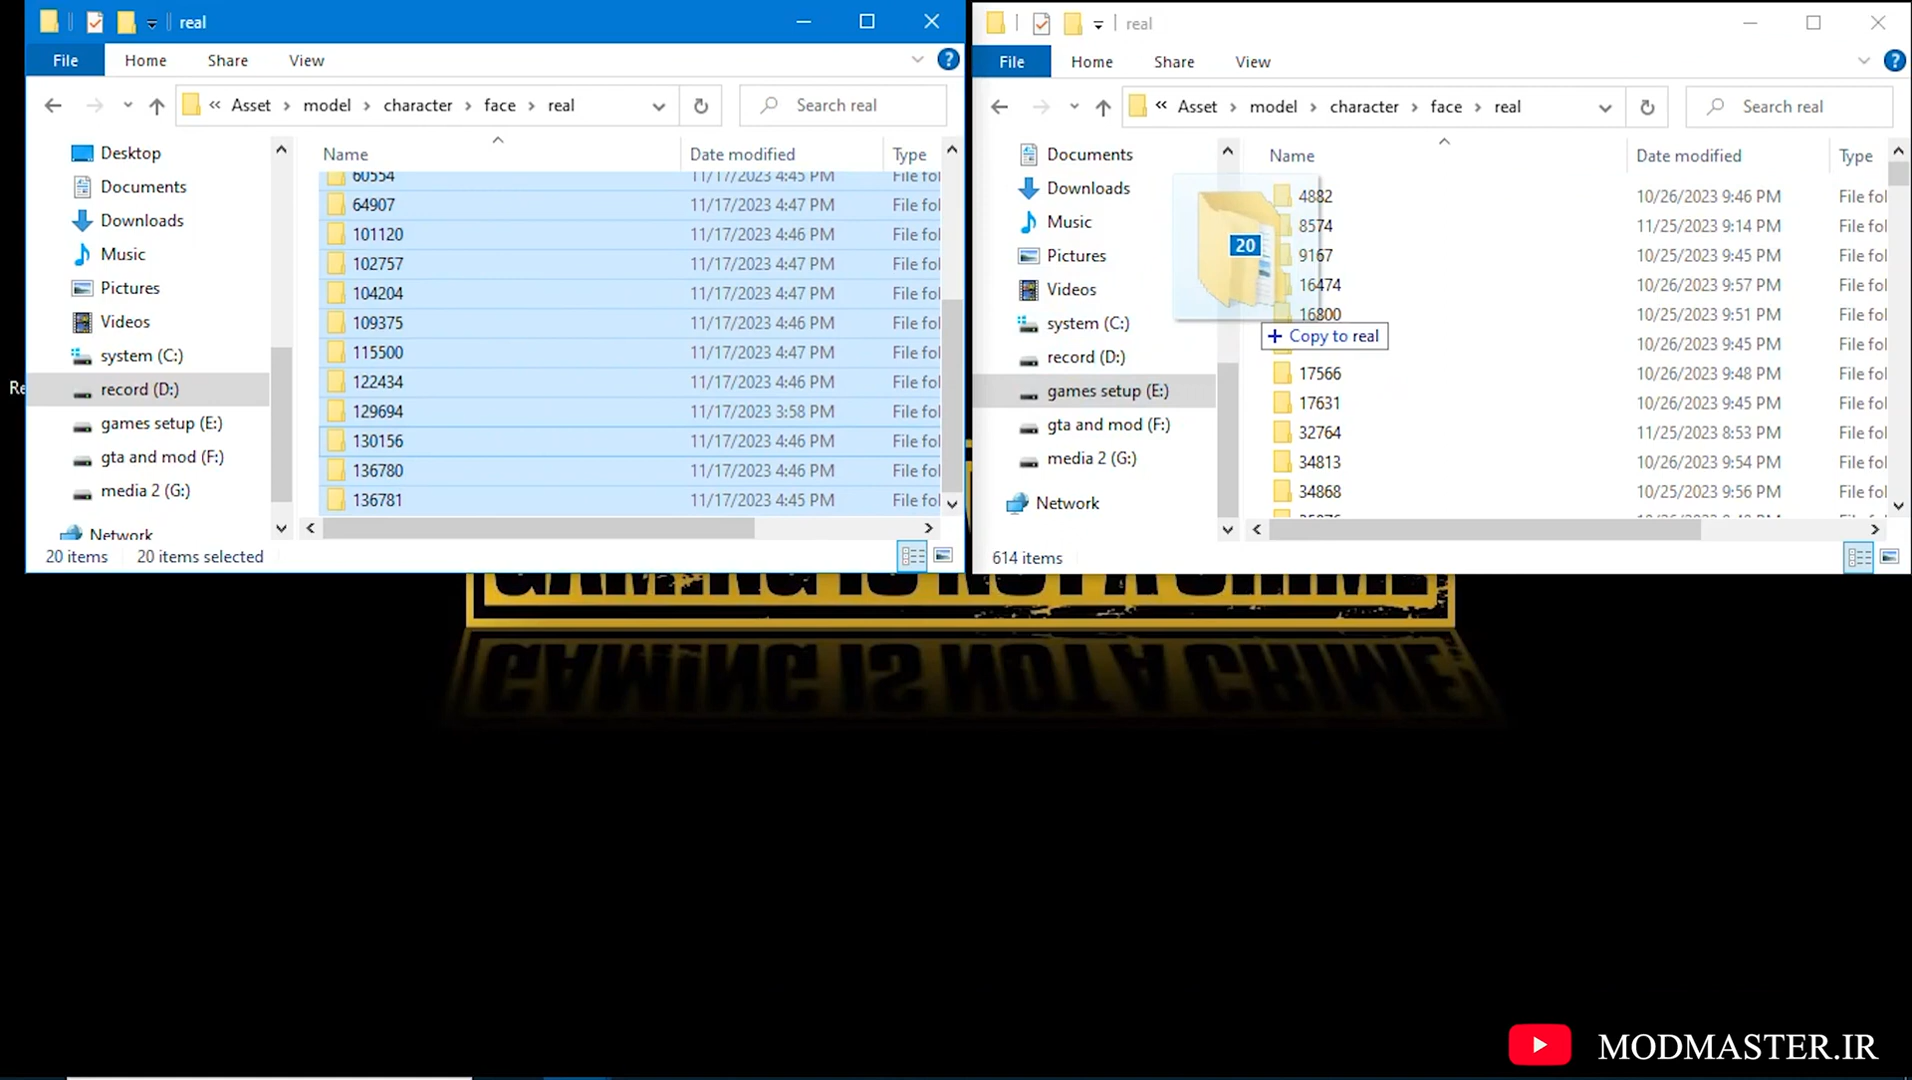 real
File Home Share View
« Asset > model > character > face > real
Search real
Desktop
Documents
Downloads
Music
Pictures
Videos
system (C:)
record (D:)
games setup (E:)
gta and mod (F:)
media 2 (G:)
Network
Name Date modified Type
60554 11/17/2023 4:45 PM File fol
64907 11/17/2023 4:47 PM File fol
101120 11/17/2023 4:46 PM File fol
102757 11/17/2023 4:47 PM File fol
104204 11/17/2023 4:47 PM File fol
109375 11/17/2023 4:46 PM File fol
115500 11/17/2023 4:47 PM File fol
122434 11/17/2023 4:46 PM File fol
129694 11/17/2023 3:58 PM File fol
130156 11/17/2023 4:46 PM File fol
136780 11/17/2023 4:46 PM File fol
136781 11/17/2023 4:45 PM File fol
20 items 20 items selected
real
File Home Share View
« Asset > model > character > face > real
Search real
Documents
Downloads
Music
Pictures
Videos
system (C:)
record (D:)
games setup (E:)
gta and mod (F:)
media 2 (G:)
Network
Name Date modified Type
4882 10/26/2023 9:46 PM File fol
8574 11/25/2023 9:14 PM File fol
9167 10/25/2023 9:45 PM File fol
16474 10/26/2023 9:57 PM File fol
16800 10/25/2023 9:51 PM File fol
10/26/2023 9:45 PM File fol
17566 10/26/2023 9:48 PM File fol
17631 10/26/2023 9:45 PM File fol
32764 11/25/2023 8:53 PM File fol
34813 10/26/2023 9:54 PM File fol
34868 10/25/2023 9:56 PM File fol
20
+ Copy to real
614 items
Re
GAMING IS NOT A CRIME
GAMING IS NOT A CRIME
MODMASTER.IR